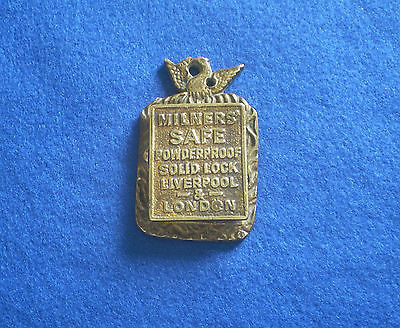 MILNERS'
SAFE
POWDERPROOF
SOLID LOCK
LIVERPOOL
&
LONDON